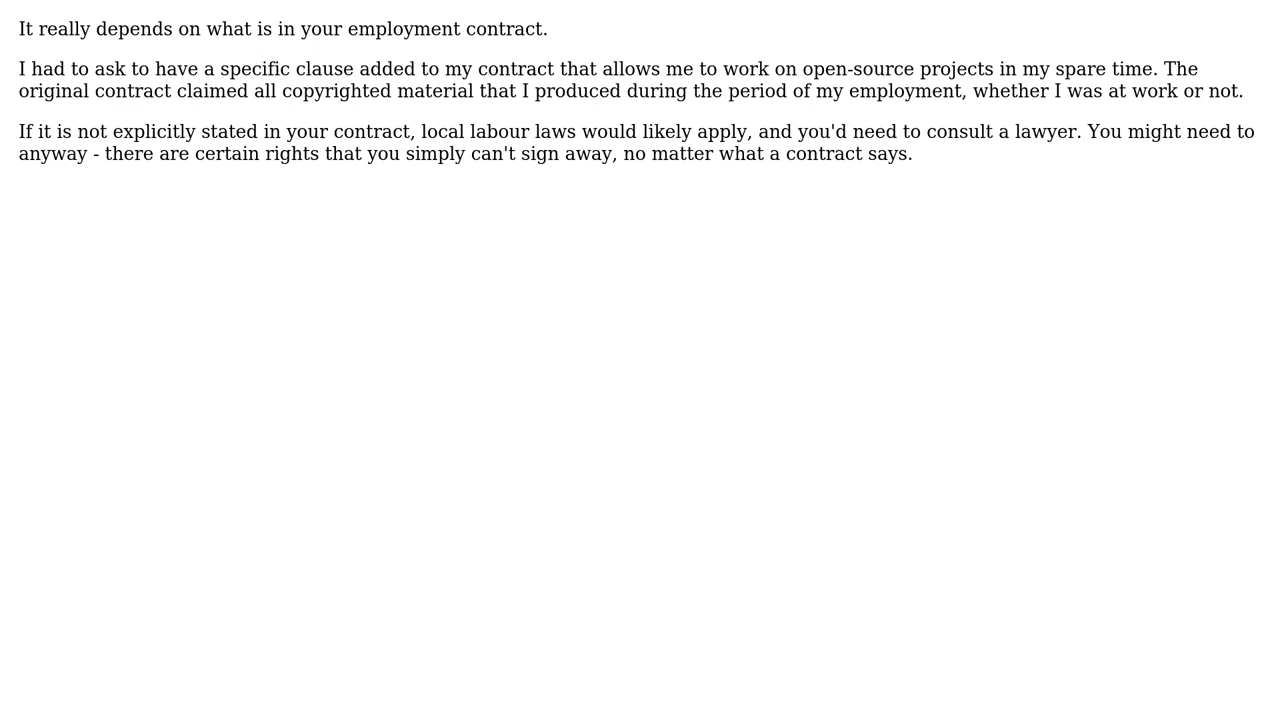 It really depends on what is in your employment contract.
I had to ask to have a specific clause added to my contract that allows me to work on open-source projects in my spare time. The
original contract claimed all copyrighted material that I produced during the period of my employment, whether I was at work or not.
If it is not explicitly stated in your contract, local labour laws would likely apply, and you'd need to consult a lawyer. You might need to
anyway - there are certain rights that you simply can't sign away, no matter what a contract says.